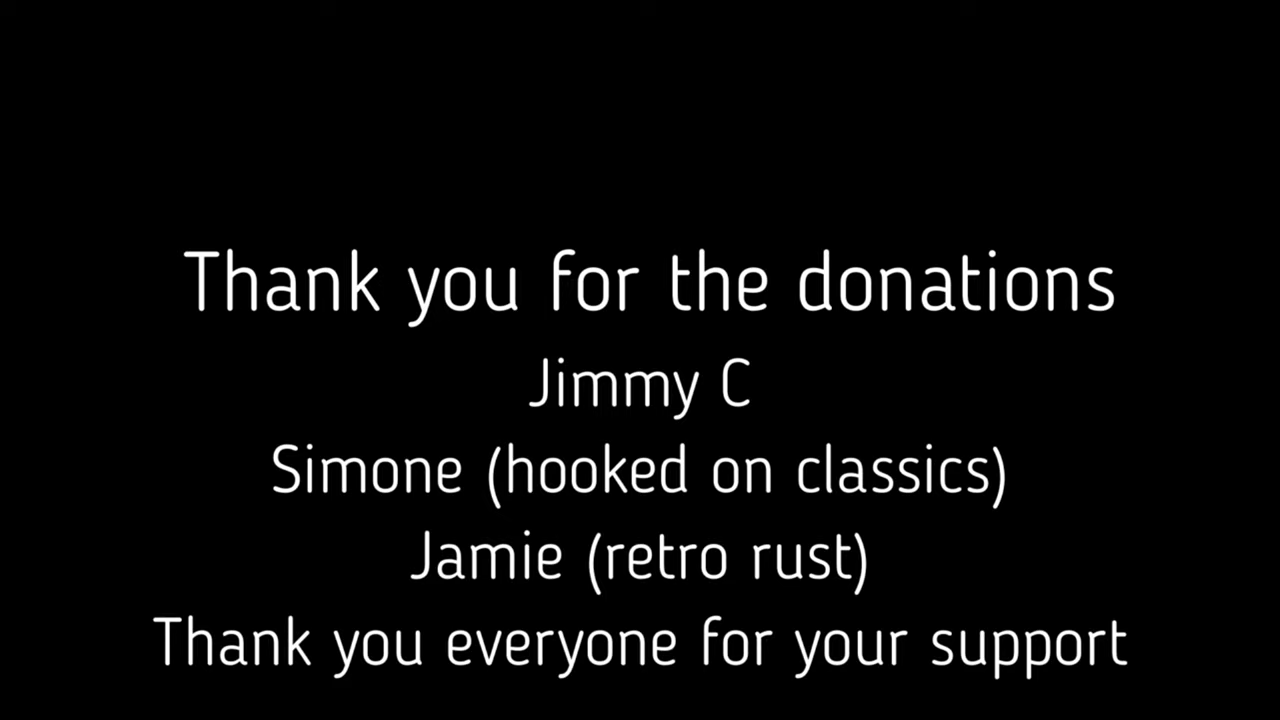 Thank you for the donations
Jimmy C
Simone (hooked on classics)
Jamie (retro rust)
Thank you everyone for your support